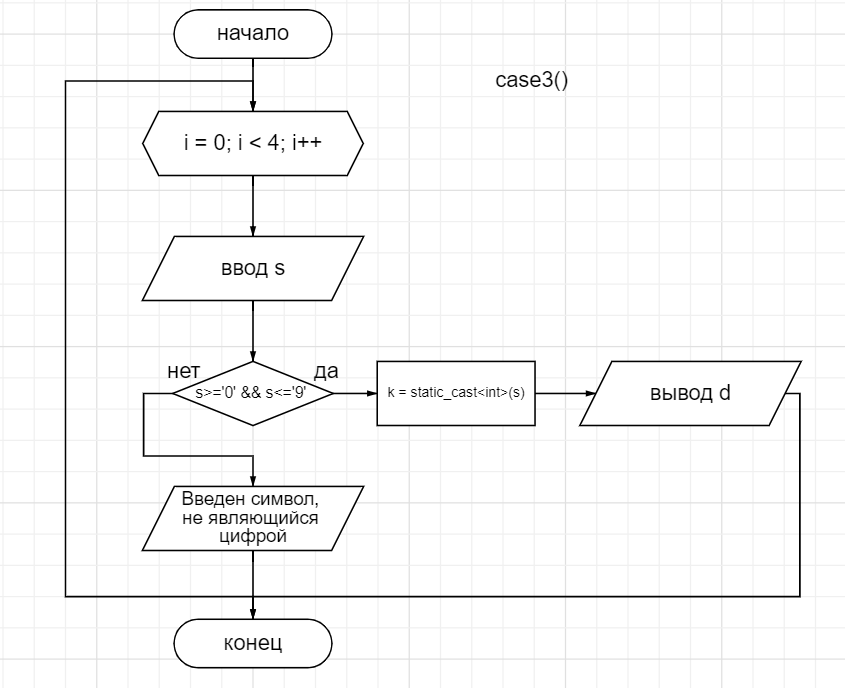 начало
case3()
i = 0; i < 4; i++
ввод s
нет
да
s>='0' && s<='9'
k = static_cast<int>(s)
вывод d
Введен символ,
не являющийся
цифрой
конец